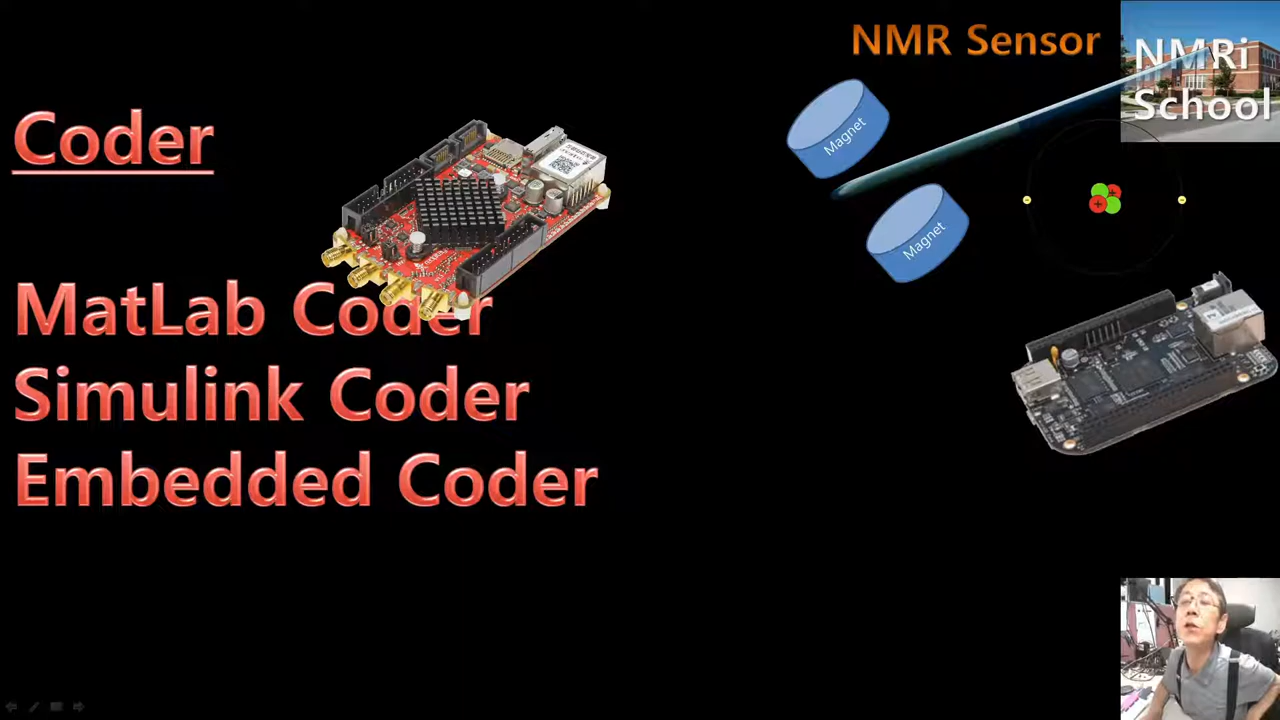 NMR Sensor
NMRi
School
Coder
Magnet
Magnet
MatLab Coder
Simulink Coder
Embedded Coder